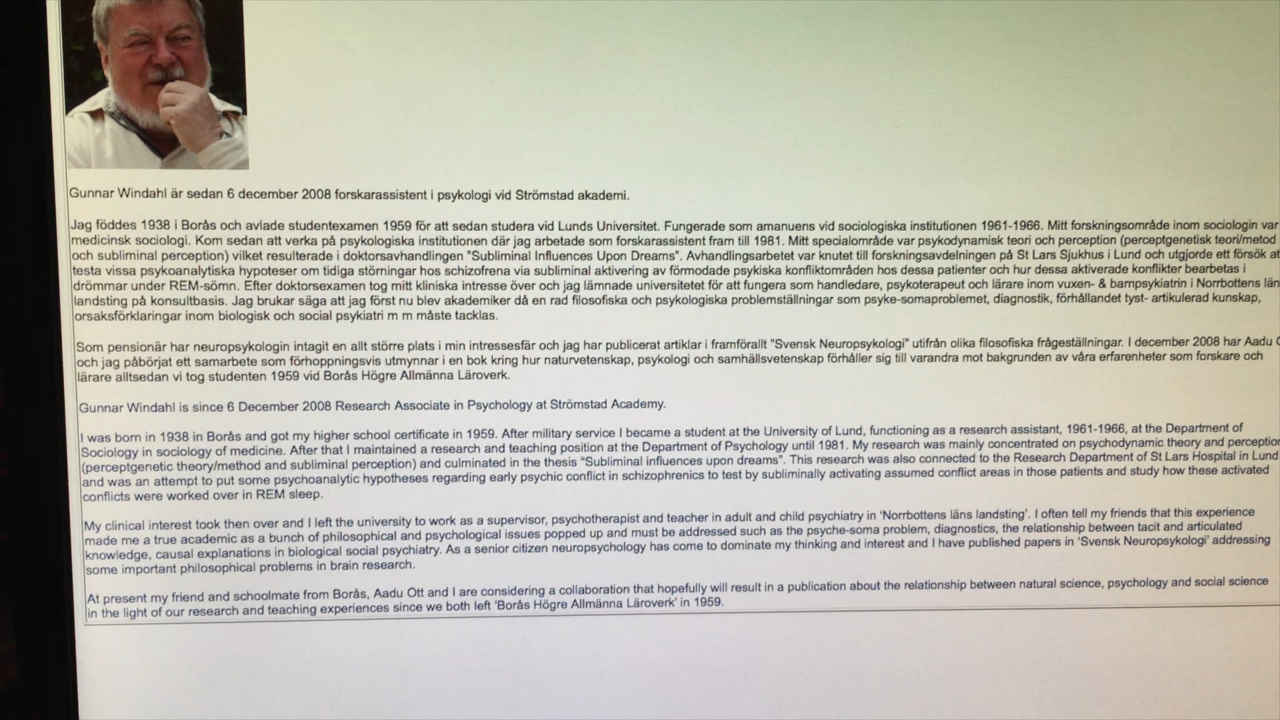 Gunnar Windahl är sedan 6 december 2008 forskarassistent i psykologi vid Strömstad akademi.
Jag föddes 1938 i Borås och avlade studentexamen 1959 för att sedan studera vid Lunds Universitet. Fungerade som amanuens vid sociologiska institutionen 1961-1966. Mitt forskningsområde inom sociologin var
medicinsk sociologi. Kom sedan att verka på psykologiska institutionen där jag arbetade som forskarassistent fram till 1981. Mitt specialområde var psykodynamisk teori och perception (perceptgenetisk teori/metod
och subliminal perception) vilket resulterade i doktorsavhandlingen "Subliminal Influences Upon Dreams". Avhandlingsarbetet var knutet till forskningsavdelningen på St Lars Sjukhus i Lund och utgjorde ett försök at
testa vissa psykoanalytiska hypoteser om tidiga störningar hos schizofrena via subliminal aktivering av förmodade psykiska konfliktområden hos dessa patienter och hur dessa aktiverade konflikter bearbetas i
drömmar under REM-sömn. Efter doktorsexamen tog mitt kliniska intresse över och jag lämnade universitetet för att fungera som handledare, psykoterapeut och lärare inom vuxen- & barnpsykiatrin i Norrbottens län
landsting på konsultbasis. Jag brukar säga att jag först nu blev akademiker då en rad filosofiska och psykologiska problemställningar som psyke-somaproblemet, diagnostik, förhållandet tyst- artikulerad kunskap,
orsaksförklaringar inom biologisk och social psykiatri m m måste tacklas.
Som pensionär har neuropsykologin intagit en allt större plats i min intressesfär och jag har publicerat artiklar i framförallt "Svensk Neuropsykologi" utifrån olika filosofiska frågeställningar. I december 2008 har Aadu
och jag påbörjat ett samarbete som förhoppningsvis utmynnar i en bok kring hur naturvetenskap, psykologi och samhällsvetenskap förhåller sig till varandra mot bakgrunden av våra erfarenheter som forskare och
lärare alltsedan vi tog studenten 1959 vid Borås Högre Allmänna Läroverk.
Gunnar Windahl is since 6 December 2008 Research Associate in Psychology at Strömstad Academy.
I was born in 1938 in Borås and got my higher school certificate in 1959. After military service I became a student at the University of Lund, functioning as a research assistant, 1961-1966, at the Department of
Sociology in sociology of medicine. After that I maintained a research and teaching position at the Department of Psychology until 1981. My research was mainly concentrated on psychodynamic theory and perception
(perceptgenetic theory/method and subliminal perception) and culminated in the thesis "Subliminal influences upon dreams". This research was also connected to the Research Department of St Lars Hospital in Lund
and was an attempt to put some psychoanalytic hypotheses regarding early psychic conflict in schizophrenics to test by subliminally activating assumed conflict areas in those patients and study how these activated
conflicts were worked over in REM sleep.
My clinical interest took then over and I left the university to work as a supervisor, psychotherapist and teacher in adult and child psychiatry in 'Norrbottens läns landsting'. I often tell my friends that this experience
made me a true academic as a bunch of philosophical and psychological issues popped up and must be addressed such as the psyche-soma problem, diagnostics, the relationship between tacit and articulated
knowledge, causal explanations in biological social psychiatry. As a senior citizen neuropsychology has come to dominate my thinking and interest and I have published papers in 'Svensk Neuropsykologi' addressing
some important philosophical problems in brain research.
At present my friend and schoolmate from Borås, Aadu Ott and I are considering a collaboration that hopefully will result in a publication about the relationship between natural science, psychology and social science
in the light of our research and teaching experiences since we both left 'Borås Högre Allmänna Läroverk' in 1959.